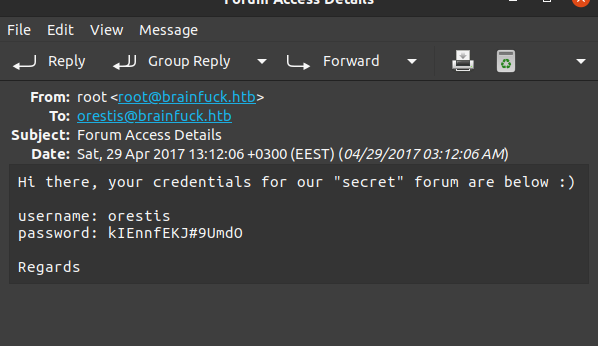 Forum Access Details
File Edit View Message
Reply Group Reply Forward
From: root <root@brainfuck.htb>
To: orestis@brainfuck.htb
Subject: Forum Access Details
Date: Sat, 29 Apr 2017 13:12:06 +0300 (EEST) (04/29/2017 03:12:06 AM)
Hi there, your credentials for our "secret" forum are below :)
username: orestis
password: kIEnnfEKJ#9UmdO
Regards